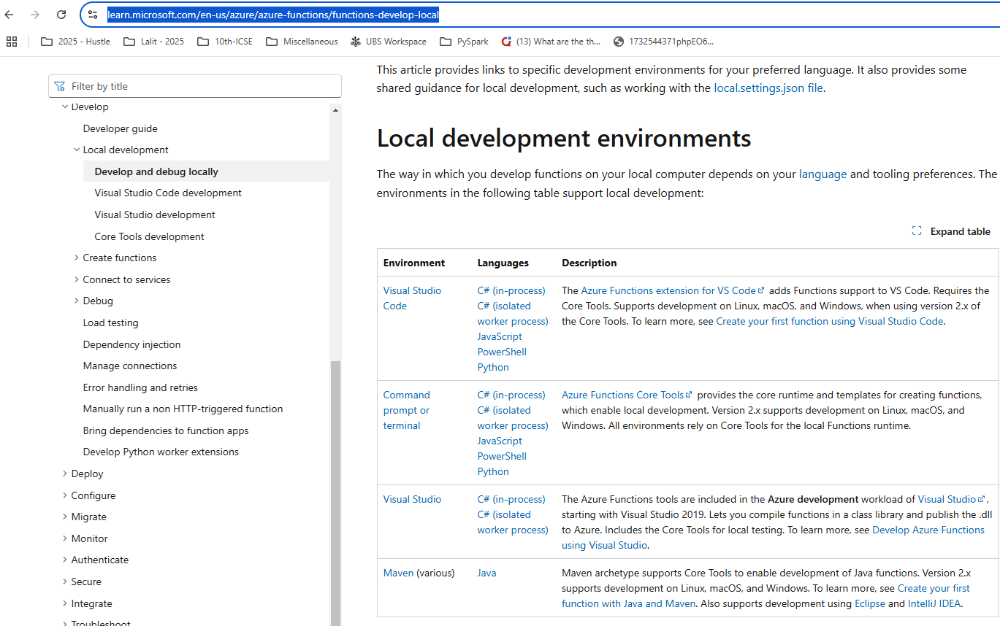 learn.microsoft.com/en-us/azure/azure-functions/functions-develop-local
2025 - Hustle
Lalit - 2025
10th-ICSE
Miscellaneous
UBS Workspace
PySpark
(13) What are the th...
1732544371phpEO6...
Filter by title
Develop
Developer guide
Local development
Develop and debug locally
Visual Studio Code development
Visual Studio development
Core Tools development
Create functions
Connect to services
Debug
Load testing
Dependency injection
Manage connections
Error handling and retries
Manually run a non HTTP-triggered function
Bring dependencies to function apps
Develop Python worker extensions
Deploy
Configure
Migrate
Monitor
Authenticate
Secure
Integrate
Troubleshoot
This article provides links to specific development environments for your preferred language. It also provides some
shared guidance for local development, such as working with the local.settings.json file.
Local development environments
The way in which you develop functions on your local computer depends on your language and tooling preferences. The
environments in the following table support local development:
Expand table
Environment
Languages
Description
Visual Studio
Code
C# (in-process)
C# (isolated
worker process)
JavaScript
PowerShell
Python
The Azure Functions extension for VS Code adds Functions support to VS Code. Requires the
Core Tools. Supports development on Linux, macOS, and Windows, when using version 2.x of
the Core Tools. To learn more, see Create your first function using Visual Studio Code.
Command
prompt or
terminal
C# (in-process)
C# (isolated
worker process)
JavaScript
PowerShell
Python
Azure Functions Core Tools provides the core runtime and templates for creating functions,
which enable local development. Version 2.x supports development on Linux, macOS, and
Windows. All environments rely on Core Tools for the local Functions runtime.
Visual Studio
C# (in-process)
C# (isolated
worker process)
The Azure Functions tools are included in the Azure development workload of Visual Studio,
starting with Visual Studio 2019. Lets you compile functions in a class library and publish the .dll
to Azure. Includes the Core Tools for local testing. To learn more, see Develop Azure Functions
using Visual Studio.
Maven (various)
Java
Maven archetype supports Core Tools to enable development of Java functions. Version 2.x
supports development on Linux, macOS, and Windows. To learn more, see Create your first
function with Java and Maven. Also supports development using Eclipse and IntelliJ IDEA.